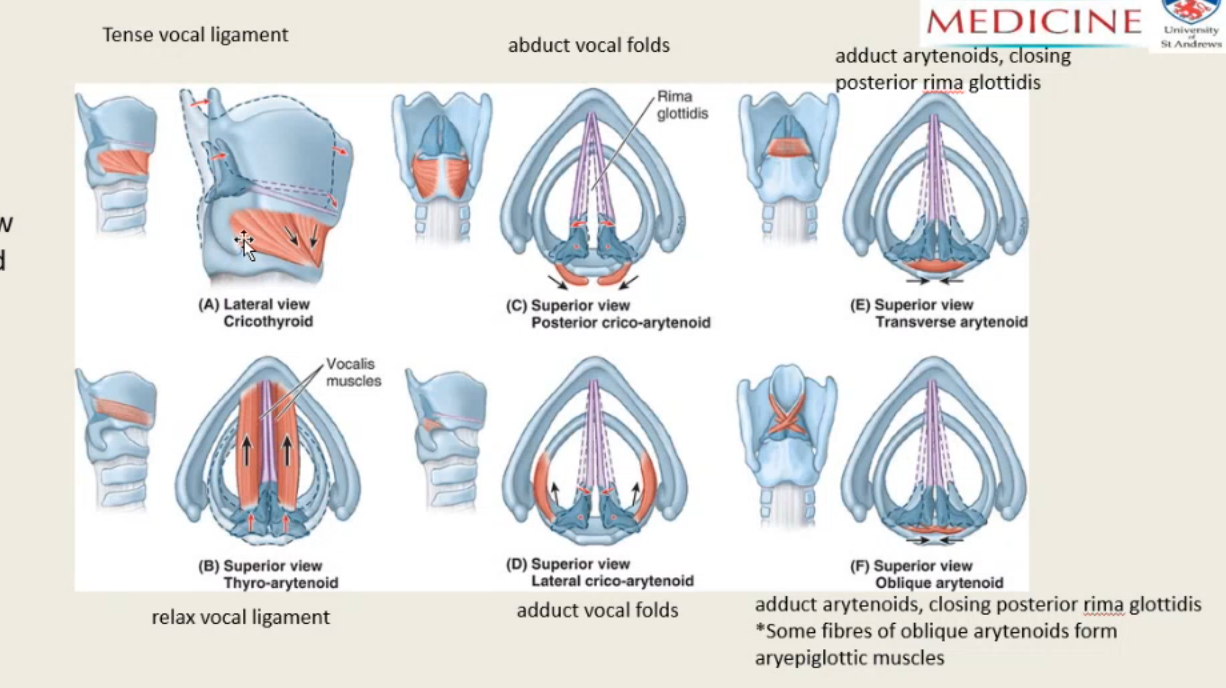 Tense vocal ligament
abduct vocal folds
MEDICINE
University
of
St Andrews
adduct arytenoids, closing
posterior rima glottidis
Rima
glottidis
w
d
(A) Lateral view
Cricothyroid
(C) Superior view
Posterior crico-arytenoid
(E) Superior view
Transverse arytenoid
Vocalis
muscles
(B) Superior view
Thyro-arytenoid
(D) Superior view
Lateral crico-arytenoid
(F) Superior view
Oblique arytenoid
relax vocal ligament
adduct vocal folds
adduct arytenoids, closing posterior rima glottidis
*Some fibres of oblique arytenoids form
aryepiglottic muscles